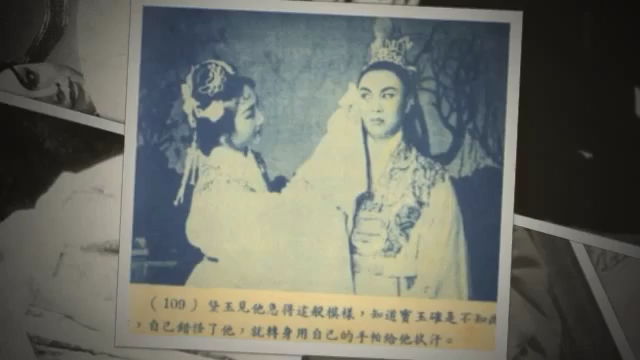 （109）黛玉見他急得這般模樣，知道寶玉確是不知
，自己錯怪了他，就轉身用自己的手帕給他拭汗。